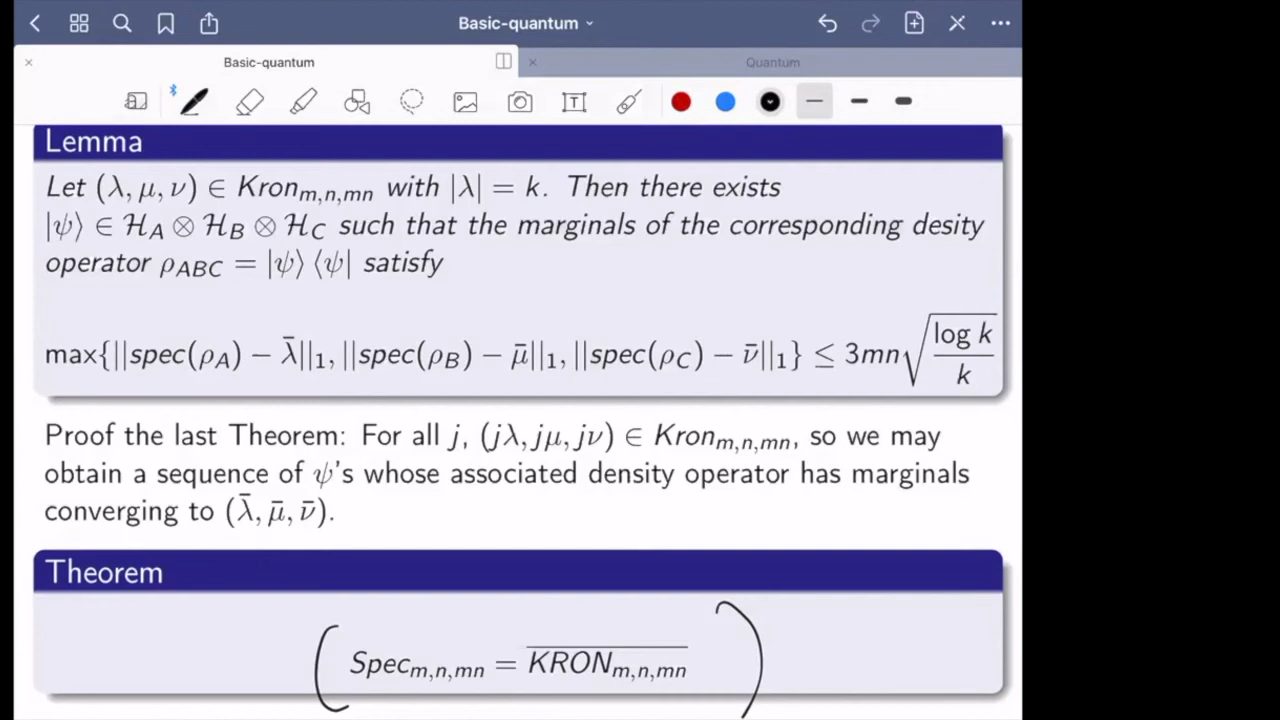 Basic-quantum
Basic-quantum
Quantum
Lemma
Let (λ, μ, ν) ∈ Kron_{m,n,mn} with |λ| = k. Then there exists
|ψ⟩ ∈ ℋ_A ⊗ ℋ_B ⊗ ℋ_C such that the marginals of the corresponding desity
operator ρ_{ABC} = |ψ⟩ ⟨ψ| satisfy
max{||spec(ρ_A) − λ̄||₁, ||spec(ρ_B) − μ̄||₁, ||spec(ρ_C) − ν̄||₁} ≤ 3mn√(log k / k)
Proof the last Theorem: For all j, (jλ, jμ, jν) ∈ Kron_{m,n,mn}, so we may
obtain a sequence of ψ's whose associated density operator has marginals
converging to (λ̄, μ̄, ν̄).
Theorem
( Spec_{m,n,mn} = \overline{KRON_{m,n,mn}} )